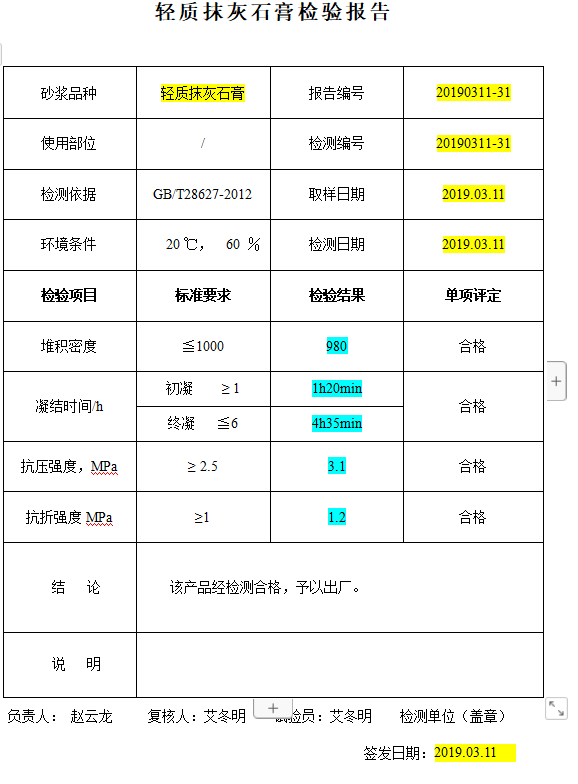 轻质抹灰石膏检验报告
砂浆品种 轻质抹灰石膏 报告编号 20190311-31
使用部位 / 检测编号 20190311-31
检测依据 GB/T28627-2012 取样日期 2019.03.11
环境条件 20 ℃， 60 % 检测日期 2019.03.11
检验项目 标准要求 检验结果 单项评定
堆积密度 ≦1000 980 合格
凝结时间/h 初凝 ≥ 1 1h20min 合格
终凝 ≦6 4h35min
抗压强度，MPa ≥ 2.5 3.1 合格
抗折强度 MPa ≥1 1.2 合格
结 论 该产品经检测合格，予以出厂。
说 明
负责人： 赵云龙 复核人：艾冬明 试验员：艾冬明 检测单位（盖章）
签发日期：2019.03.11